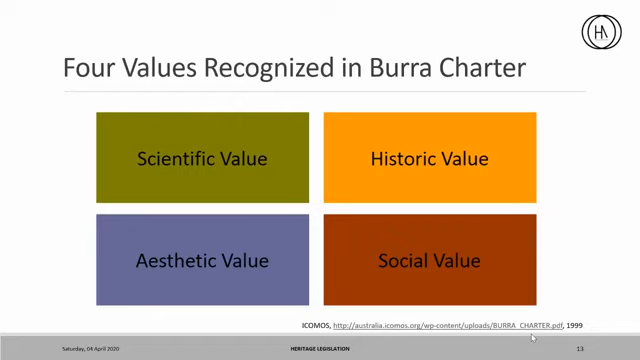 HA
Four Values Recognized in Burra Charter
Scientific Value
Historic Value
Aesthetic Value
Social Value
ICOMOS, http://australia.icomos.org/wp-content/uploads/BURRA_CHARTER.pdf, 1999
Saturday, 04 April 2020
HERITAGE LEGISLATION
13